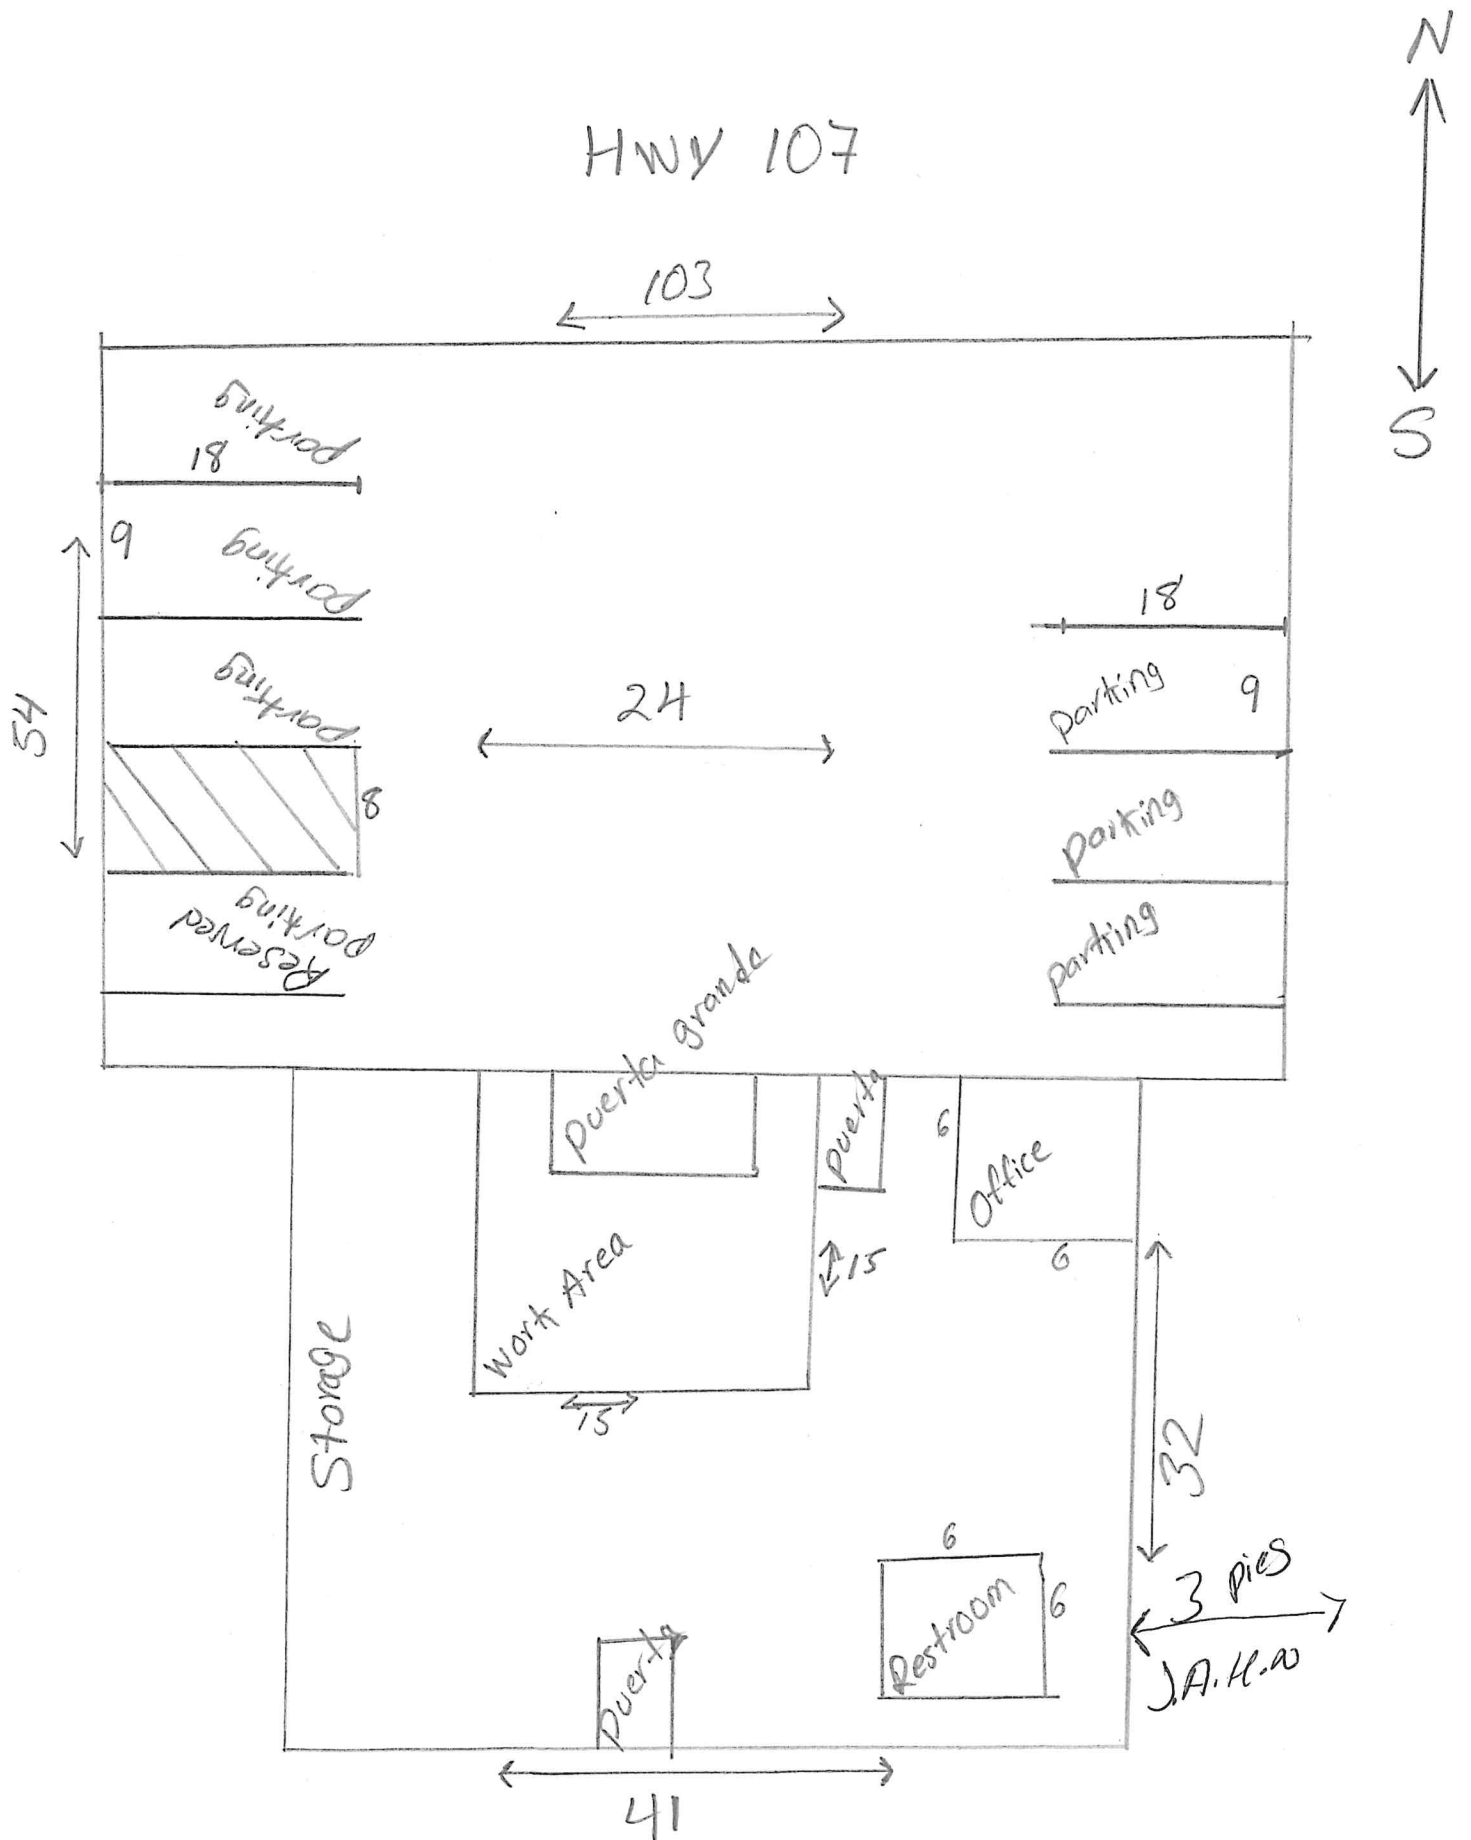 N
HWY 107
103
S
parking
18
9
parking
18
parking
9
parking
24
54
8
parking
Reserved
parking
parking
puerta grande
puerta
6
Office
6
15
Work Area
15
Storage
32
6
Restroom
6
3 pies
J.A.H.
puerta
41